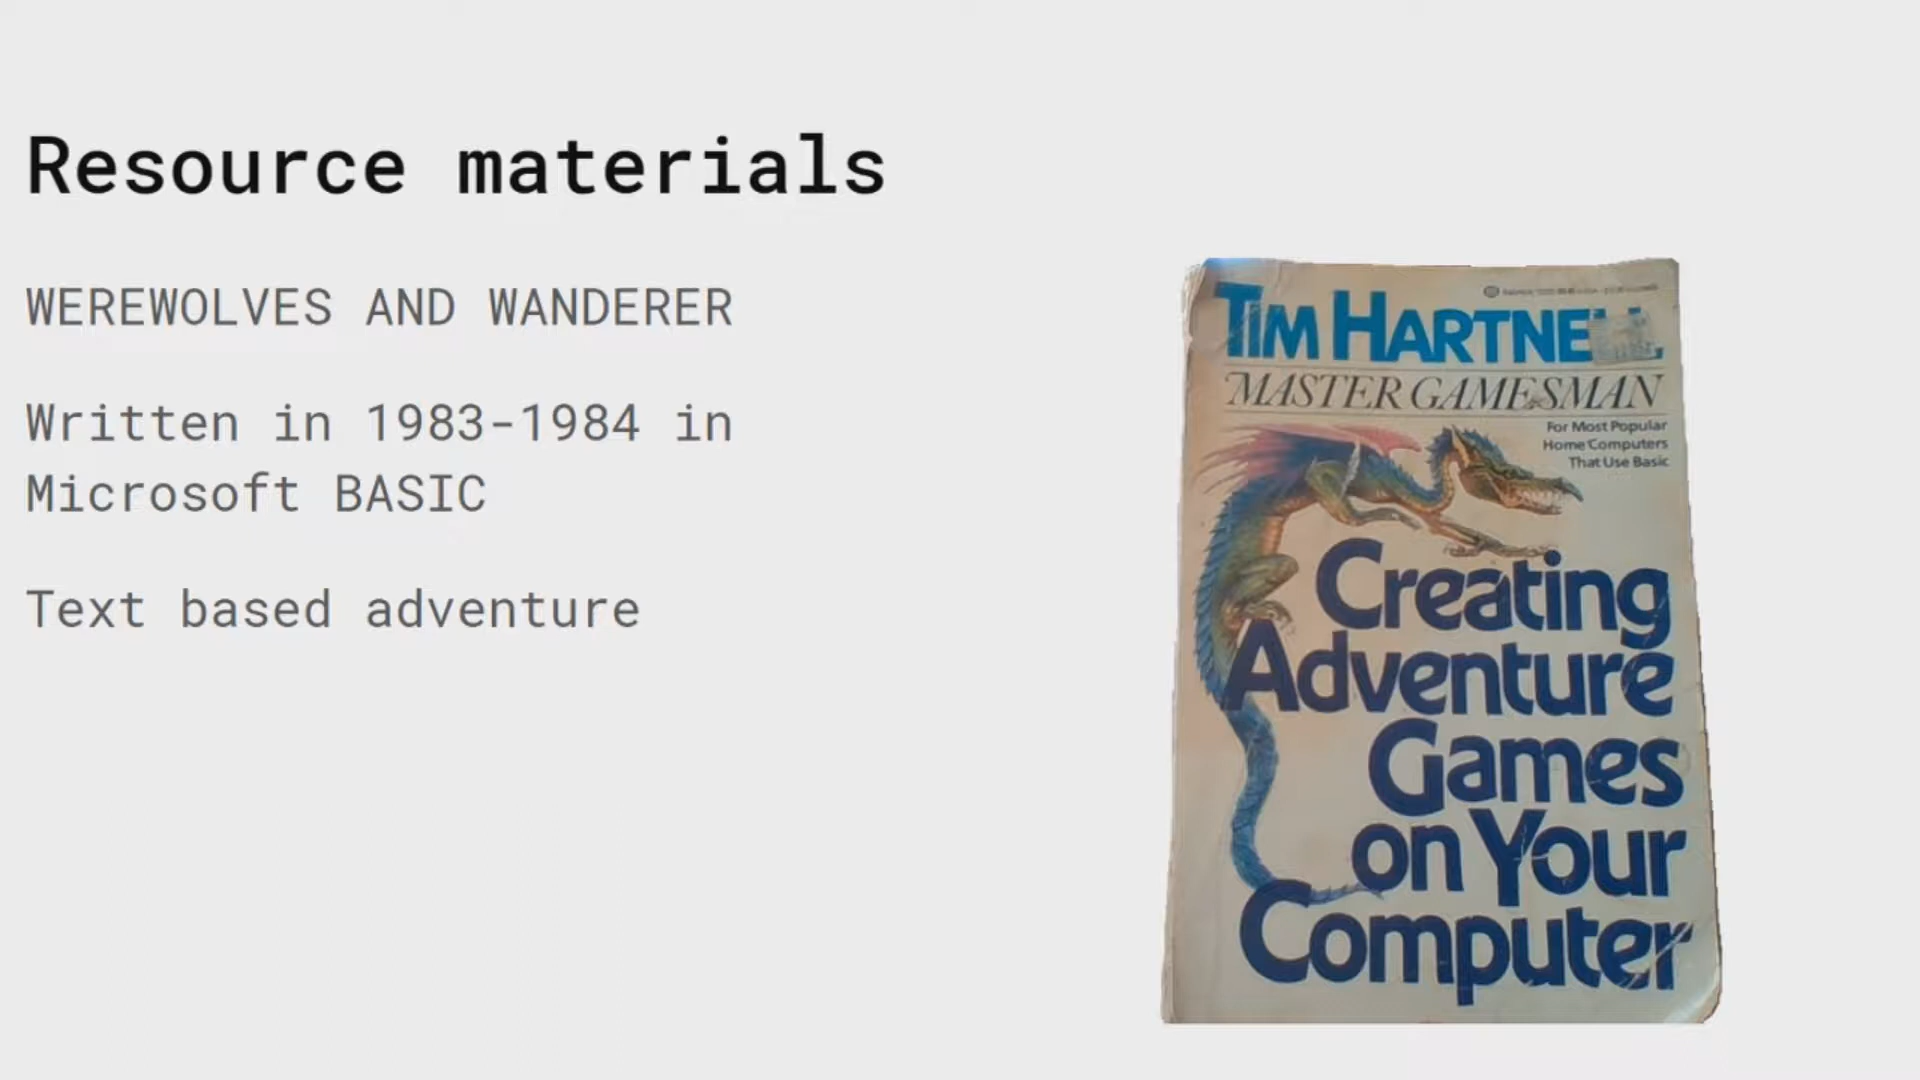 Resource materials
WEREWOLVES AND WANDERER
Written in 1983-1984 in
Microsoft BASIC
Text based adventure
TIM HARTNE
MASTER GAMESMAN
For Most Popular
Home Computers
That Use Basic
Creating
Adventure
Games
on Your
Computer